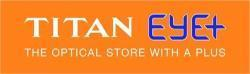 TITAN EYE+
THE OPTICAL STORE WITH A PLUS